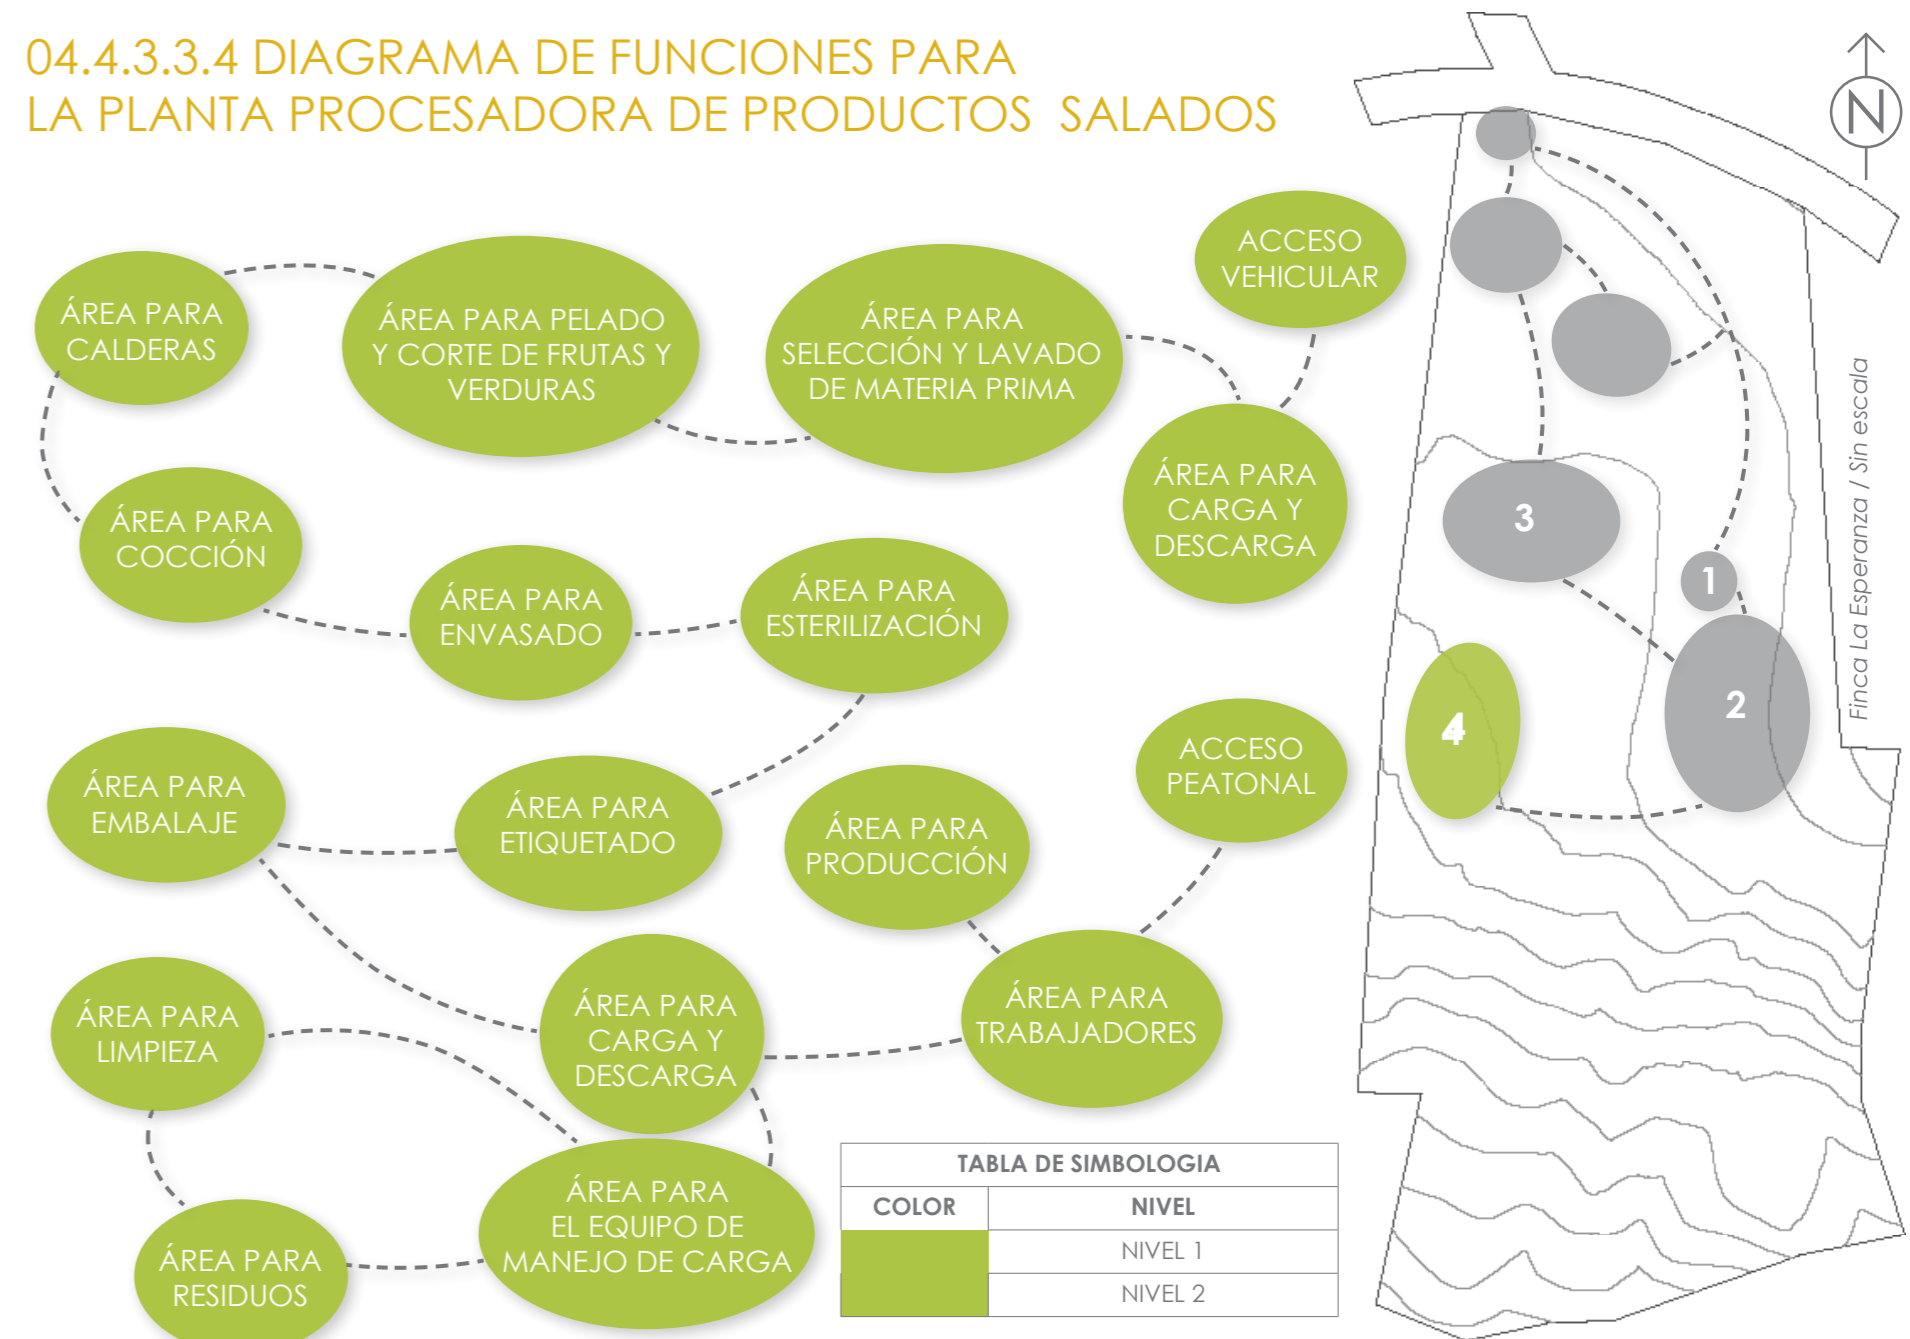 04.4.3.3.4 DIAGRAMA DE FUNCIONES PARA
LA PLANTA PROCESADORA DE PRODUCTOS SALADOS
N
ACCESO
VEHICULAR
ÁREA PARA
CALDERAS
ÁREA PARA PELADO
Y CORTE DE FRUTAS Y
VERDURAS
ÁREA PARA
SELECCIÓN Y LAVADO
DE MATERIA PRIMA
ÁREA PARA
CARGA Y
DESCARGA
ÁREA PARA
COCCIÓN
ÁREA PARA
ENVASADO
ÁREA PARA
ESTERILIZACIÓN
ACCESO
PEATONAL
ÁREA PARA
EMBALAJE
ÁREA PARA
ETIQUETADO
ÁREA PARA
PRODUCCIÓN
ÁREA PARA
LIMPIEZA
ÁREA PARA
CARGA Y
DESCARGA
ÁREA PARA
TRABAJADORES
ÁREA PARA
RESIDUOS
ÁREA PARA
EL EQUIPO DE
MANEJO DE CARGA
TABLA DE SIMBOLOGIA
COLOR NIVEL
NIVEL 1
NIVEL 2
3
1
2
4
Finca La Esperanza / Sin escala